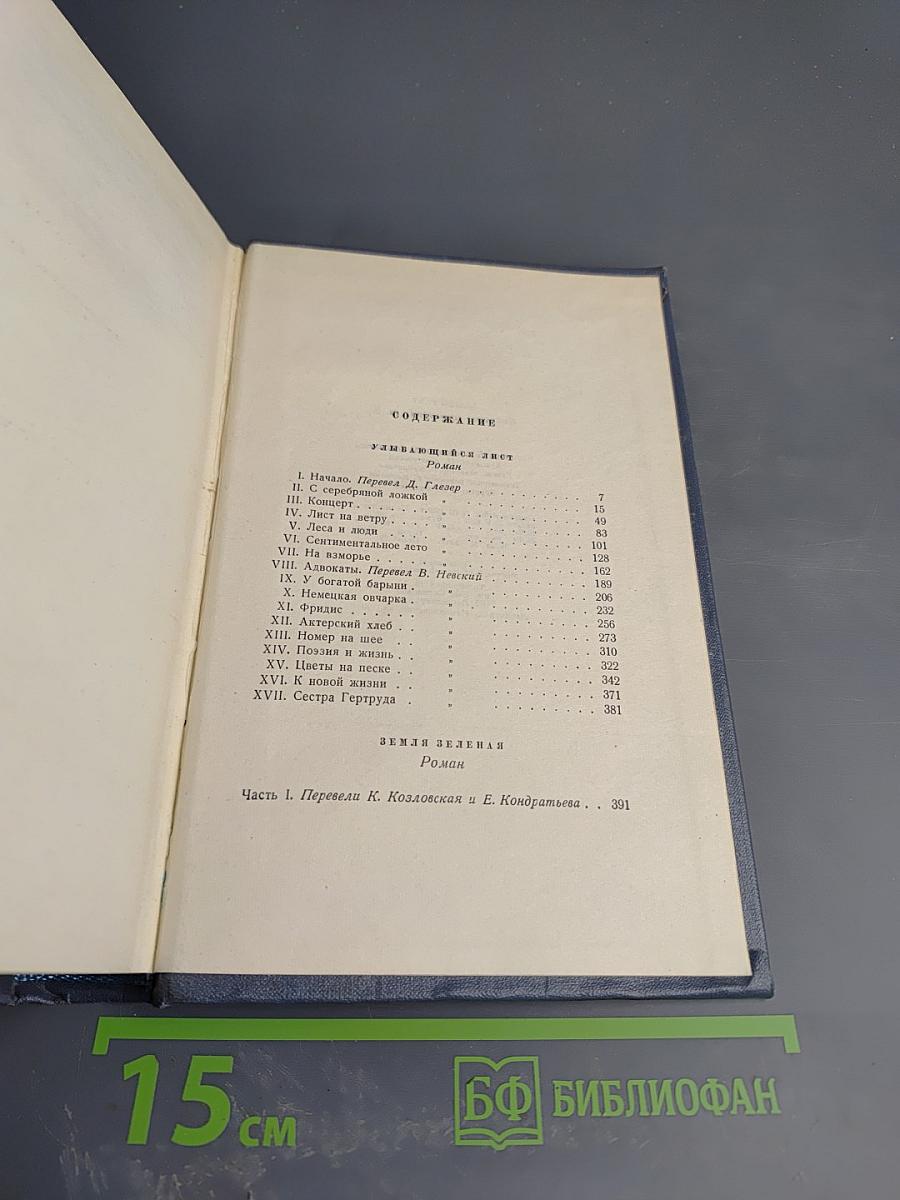 СОДЕРЖАНИЕ
УЛЫБАЮЩИЙСЯ ЛИСТ
Роман
I. Начало. Перевел Д. Глезер . . . . . . . . . . 7
II. С серебряной ложкой „ . . . . . . . . . 15
III. Концерт . . . . . . . „ . . . . . . . . . 49
IV. Лист на ветру . . . . „ . . . . . . . . . 83
V. Леса и люди . . . . . „ . . . . . . . . . 101
VI. Сентиментальное лето „ . . . . . . . . . 128
VII. На взморье . . . . . „ . . . . . . . . . 162
VIII. Адвокаты. Перевел В. Невский . . . . . . . . . 189
IX. У богатой барыни . „ . . . . . . . . . 206
X. Немецкая овчарка . „ . . . . . . . . . 232
XI. Фридис . . . . . . „ . . . . . . . . . 256
XII. Актерский хлеб . . „ . . . . . . . . . 273
XIII. Номер на шее „ . . . . . . . . . 310
XIV. Поэзия и жизнь . . „ . . . . . . . . . 322
XV. Цветы на песке . . „ . . . . . . . . . 342
XVI. К новой жизни . . „ . . . . . . . . . 371
XVII. Сестра Гертруда . „ . . . . . . . . . 381
ЗЕМЛЯ ЗЕЛЕНАЯ
Роман
Часть I. Перевели К. Козловская и Е. Кондратьева . . 391
15 см
БФ БИБЛИОФАН